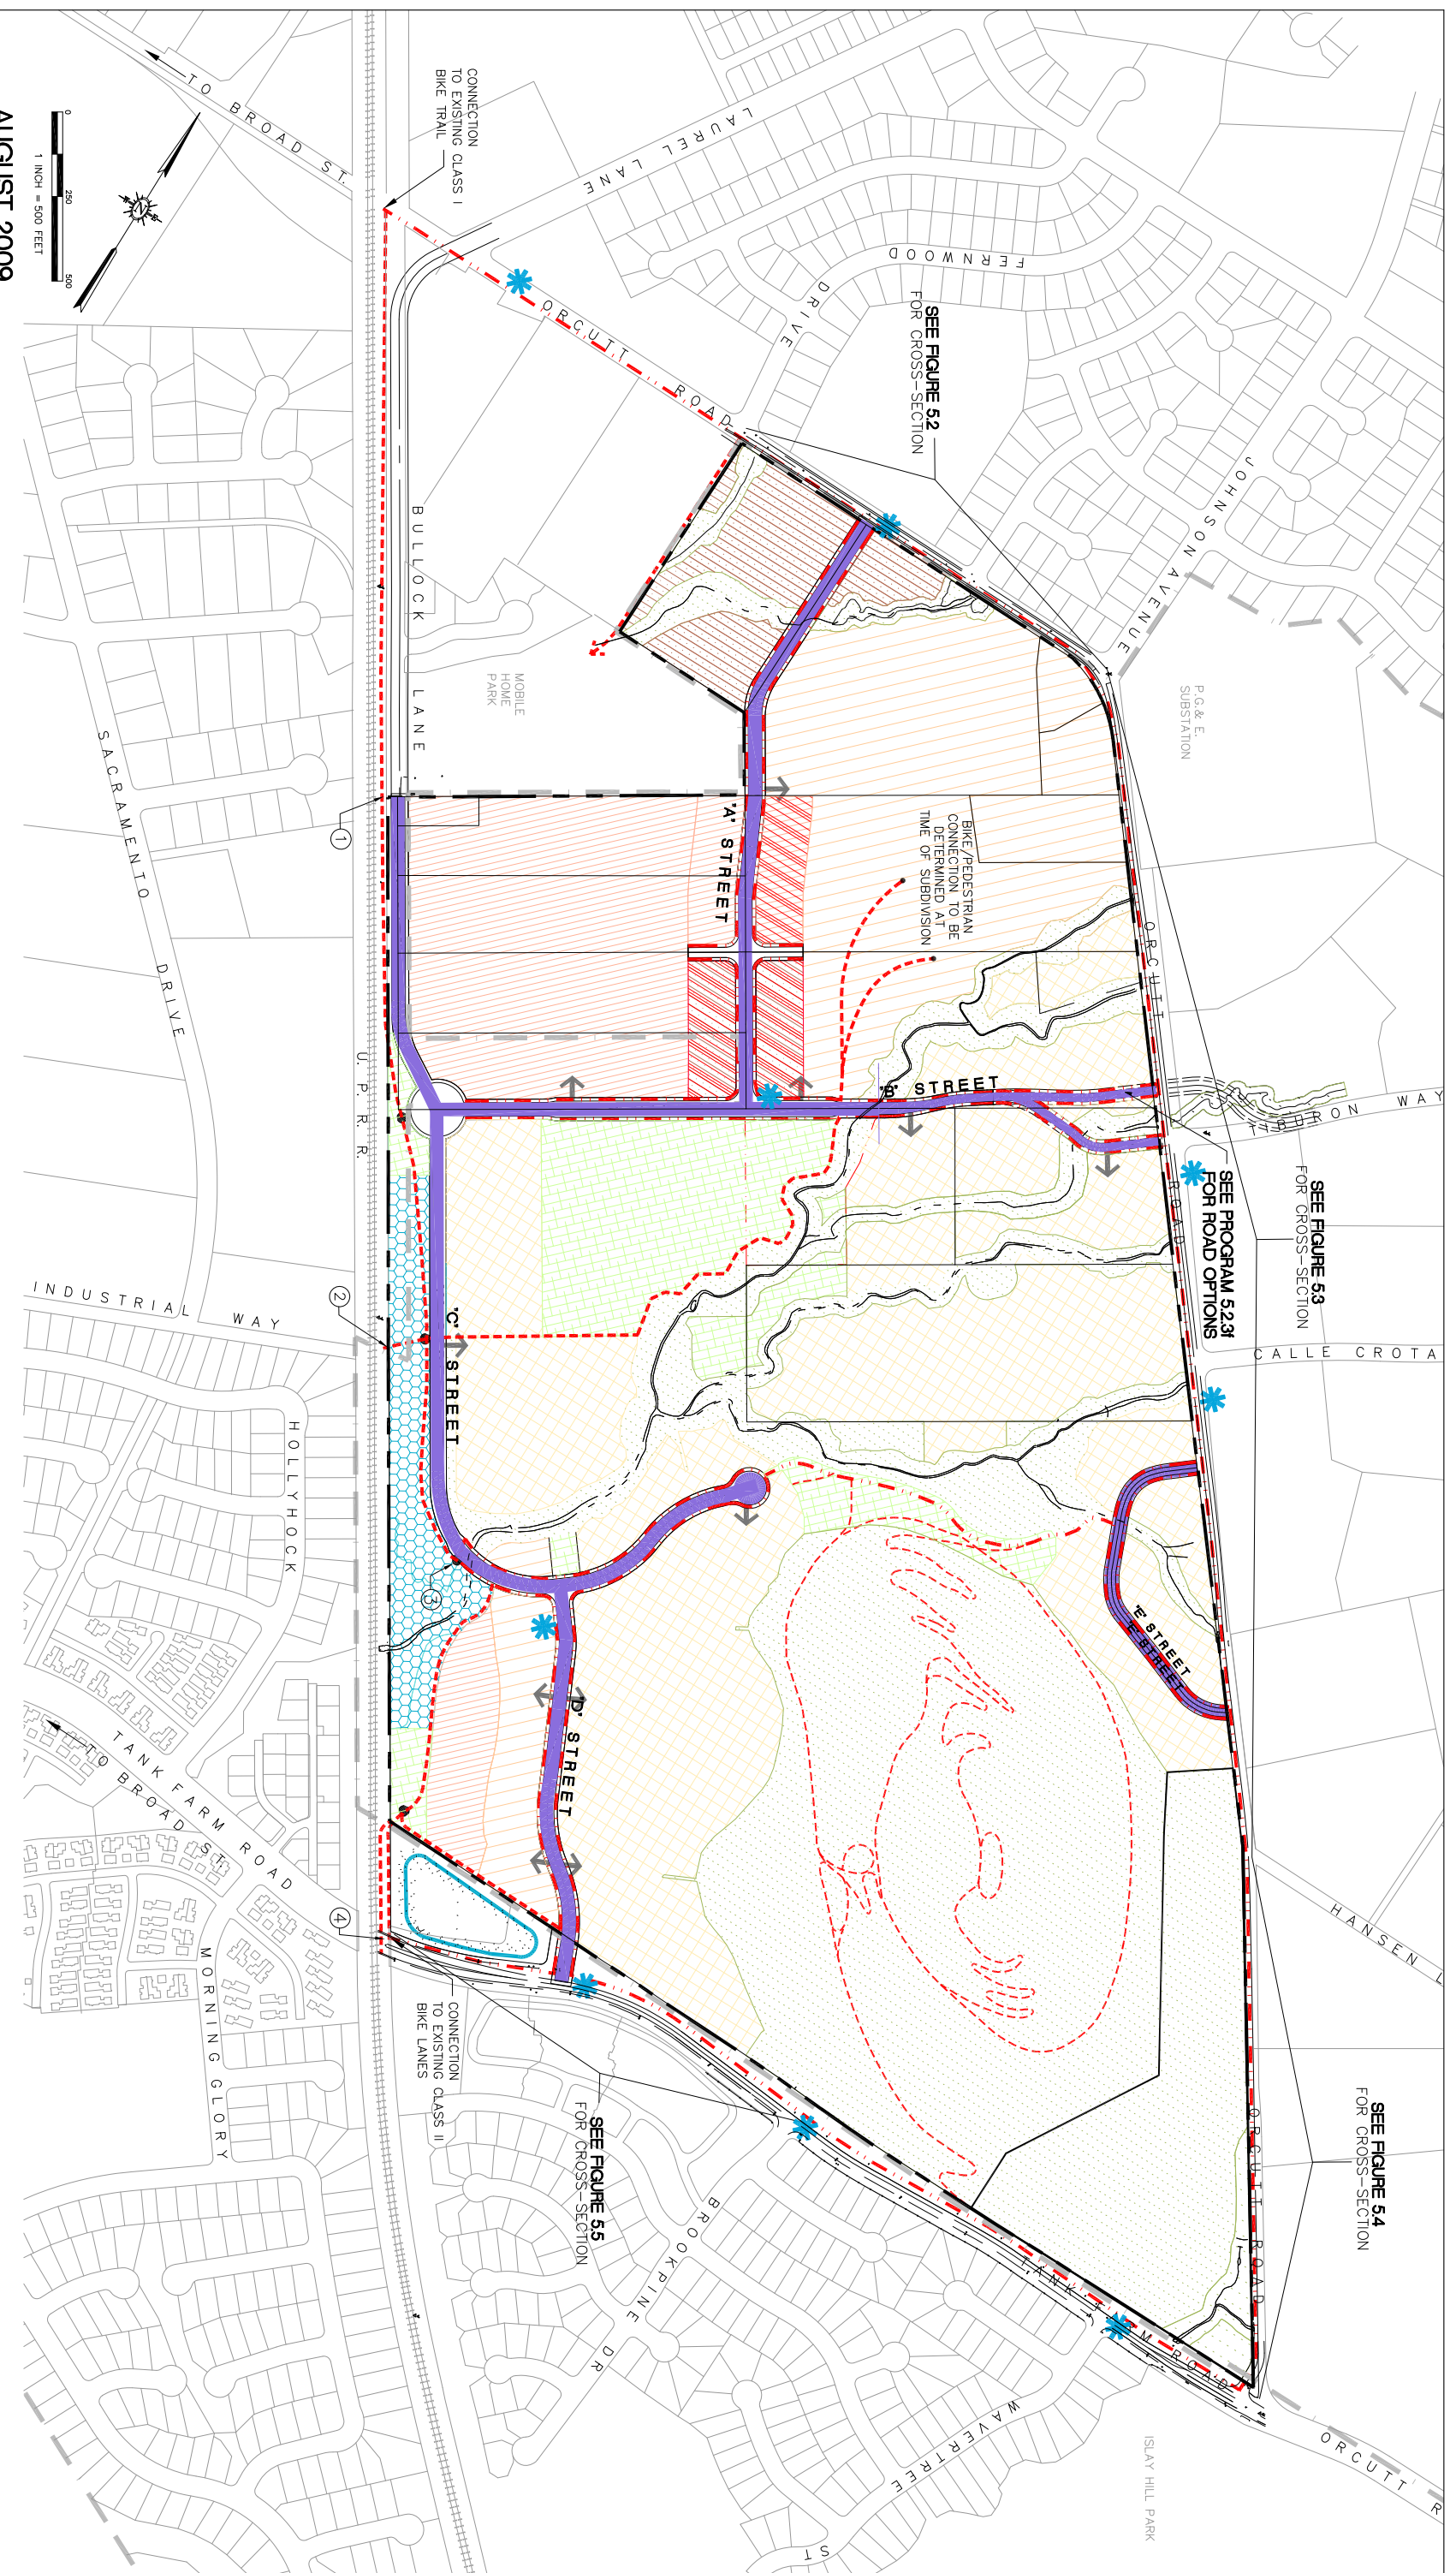 CONNECTION
TO EXISTING CLASS I
BIKE TRAIL
TO BROAD ST.
0
250
500
1 INCH = 500 FEET
AUGUST 2009
N
LAUREL LANE
FERNWOOD
DRIVE
ORCUTT ROAD
SEE FIGURE 5.2
FOR CROSS-SECTION
JOHNSON AVENUE
P.G.& E.
SUBSTATION
BULLOCK LANE
MOBILE
HOME
PARK
SACRAMENTO DRIVE
1
'A' STREET
BIKE/PEDESTRIAN
CONNECTION TO BE
DETERMINED AT
TIME OF SUBDIVISION
ORCUTT ROAD
'B' STREET
TIBURON WAY
SEE FIGURE 5.3
FOR CROSS-SECTION
SEE PROGRAM 5.2.3f
FOR ROAD OPTIONS
CALLE CROTA
U. P. R. R.
INDUSTRIAL WAY
2
'C' STREET
HOLLYHOCK
3
'E' STREET
'E' STREET
'D' STREET
TANK FARM ROAD
TO BROAD ST.
4
MORNING GLORY
CONNECTION
TO EXISTING CLASS II
BIKE LANES
SEE FIGURE 5.5
FOR CROSS-SECTION
BROOKPINE DR
HANSEN L
SEE FIGURE 5.4
FOR CROSS-SECTION
ORCUTT ROAD
WAVERTREE ST
ISLAY HILL PARK
ORCUTT R